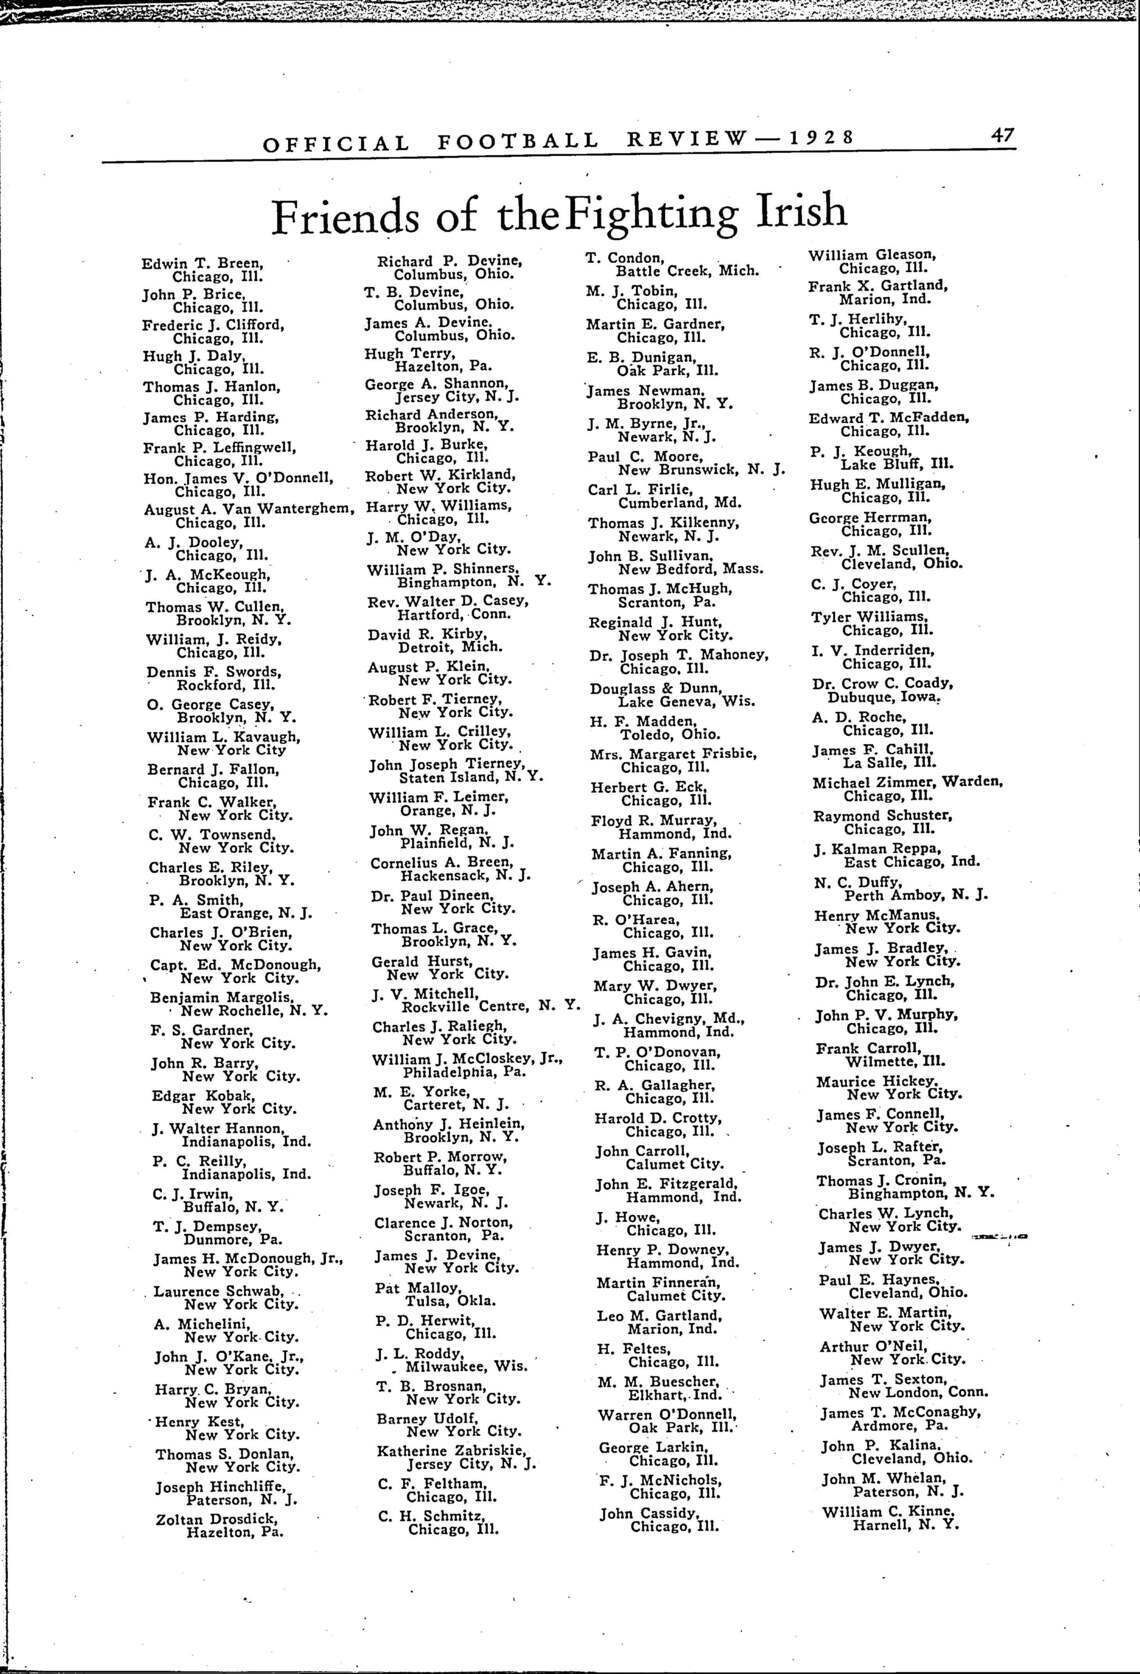 OFFICIAL FOOTBALL REVIEW—1928 47
Friends of the Fighting Irish
Edwin T. Breen,
Chicago, Ill.
John P. Brice,
Chicago, Ill.
Frederic J. Clifford,
Chicago, Ill.
Hugh J. Daly,
Chicago, Ill.
Thomas J. Hanlon,
Chicago, Ill.
James P. Harding,
Chicago, Ill.
Frank P. Leffingwell,
Chicago, Ill.
Hon. James V. O'Donnell,
Chicago, Ill.
August A. Van Wanterghem,
Chicago, Ill.
A. J. Dooley,
Chicago, Ill.
J. A. McKeough,
Chicago, Ill.
Thomas W. Cullen,
Brooklyn, N. Y.
William, J. Reidy,
Chicago, Ill.
Dennis F. Swords,
Rockford, Ill.
O. George Casey,
Brooklyn, N. Y.
William L. Kavaugh,
New York City
Bernard J. Fallon,
Chicago, Ill.
Frank C. Walker,
New York City.
C. W. Townsend,
New York City.
Charles E. Riley,
Brooklyn, N. Y.
P. A. Smith,
East Orange, N. J.
Charles J. O'Brien,
New York City.
Capt. Ed. McDonough,
New York City.
Benjamin Margolis,
New Rochelle, N. Y.
F. S. Gardner,
New York City.
John R. Barry,
New York City.
Edgar Kobak,
New York City.
J. Walter Hannon,
Indianapolis, Ind.
P. C. Reilly,
Indianapolis, Ind.
C. J. Irwin,
Buffalo, N. Y.
T. J. Dempsey,
Dunmore, Pa.
James H. McDonough, Jr.,
New York City.
Laurence Schwab,
New York City.
A. Michelini,
New York City.
John J. O'Kane, Jr.,
New York City.
Harry C. Bryan,
New York City.
Henry Kest,
New York City.
Thomas S. Donlan,
New York City.
Joseph Hinchliffe,
Paterson, N. J.
Zoltan Drosdick,
Hazelton, Pa.
Richard P. Devine,
Columbus, Ohio.
T. B. Devine,
Columbus, Ohio.
James A. Devine,
Columbus, Ohio.
Hugh Terry,
Hazelton, Pa.
George A. Shannon,
Jersey City, N. J.
Richard Anderson,
Brooklyn, N. Y.
Harold J. Burke,
Chicago, Ill.
Robert W. Kirkland,
New York City.
Harry W. Williams,
Chicago, Ill.
J. M. O'Day,
New York City.
William P. Shinners,
Binghampton, N. Y.
Rev. Walter D. Casey,
Hartford, Conn.
David R. Kirby,
Detroit, Mich.
August P. Klein,
New York City.
Robert F. Tierney,
New York City.
William L. Crilley,
New York City.
John Joseph Tierney,
Staten Island, N. Y.
William F. Leimer,
Orange, N. J.
John W. Regan,
Plainfield, N. J.
Cornelius A. Breen,
Hackensack, N. J.
Dr. Paul Dineen,
New York City.
Thomas L. Grace,
Brooklyn, N. Y.
Gerald Hurst,
New York City.
J. V. Mitchell,
Rockville Centre, N. Y.
Charles J. Raliegh,
New York City.
William J. McCloskey, Jr.,
Philadelphia, Pa.
M. E. Yorke,
Carteret, N. J.
Anthony J. Heinlein,
Brooklyn, N. Y.
Robert P. Morrow,
Buffalo, N. Y.
Joseph F. Igoe,
Newark, N. J.
Clarence J. Norton,
Scranton, Pa.
James J. Devine,
New York City.
Pat Malloy,
Tulsa, Okla.
P. D. Herwit,
Chicago, Ill.
J. L. Roddy,
Milwaukee, Wis.
T. B. Brosnan,
New York City.
Barney Udolf,
New York City.
Katherine Zabriskie,
Jersey City, N. J.
C. F. Feltham,
Chicago, Ill.
C. H. Schmitz,
Chicago, Ill.
T. Condon,
Battle Creek, Mich.
M. J. Tobin,
Chicago, Ill.
Martin E. Gardner,
Chicago, Ill.
E. B. Dunigan,
Oak Park, Ill.
James Newman,
Brooklyn, N. Y.
J. M. Byrne, Jr.,
Newark, N. J.
Paul C. Moore,
New Brunswick, N. J.
Carl L. Firlie,
Cumberland, Md.
Thomas J. Kilkenny,
Newark, N. J.
John B. Sullivan,
New Bedford, Mass.
Thomas J. McHugh,
Scranton, Pa.
Reginald J. Hunt,
New York City.
Dr. Joseph T. Mahoney,
Chicago, Ill.
Douglass & Dunn,
Lake Geneva, Wis.
H. F. Madden,
Toledo, Ohio.
Mrs. Margaret Frisbie,
Chicago, Ill.
Herbert G. Eck,
Chicago, Ill.
Floyd R. Murray,
Hammond, Ind.
Martin A. Fanning,
Chicago, Ill.
Joseph A. Ahern,
Chicago, Ill.
R. O'Harea,
Chicago, Ill.
James H. Gavin,
Chicago, Ill.
Mary W. Dwyer,
Chicago, Ill.
J. A. Chevigny, Md.,
Hammond, Ind.
T. P. O'Donovan,
Chicago, Ill.
R. A. Gallagher,
Chicago, Ill.
Harold D. Crotty,
Chicago, Ill.
John Carroll,
Calumet City.
John E. Fitzgerald,
Hammond, Ind.
J. Howe,
Chicago, Ill.
Henry P. Downey,
Hammond, Ind.
Martin Finneran,
Calumet City.
Leo M. Gartland,
Marion, Ind.
H. Feltes,
Chicago, Ill.
M. M. Buescher,
Elkhart, Ind.
Warren O'Donnell,
Oak Park, Ill.
George Larkin,
Chicago, Ill.
F. J. McNichols,
Chicago, Ill.
John Cassidy,
Chicago, Ill.
William Gleason,
Chicago, Ill.
Frank X. Gartland,
Marion, Ind.
T. J. Herlihy,
Chicago, Ill.
R. J. O'Donnell,
Chicago, Ill.
James B. Duggan,
Chicago, Ill.
Edward T. McFadden,
Chicago, Ill.
P. J. Keough,
Lake Bluff, Ill.
Hugh E. Mulligan,
Chicago, Ill.
George Herrman,
Chicago, Ill.
Rev. J. M. Scullen,
Cleveland, Ohio.
C. J. Coyer,
Chicago, Ill.
Tyler Williams,
Chicago, Ill.
I. V. Inderriden,
Chicago, Ill.
Dr. Crow C. Coady,
Dubuque, Iowa.
A. D. Roche,
Chicago, Ill.
James F. Cahill,
La Salle, Ill.
Michael Zimmer, Warden,
Chicago, Ill.
Raymond Schuster,
Chicago, Ill.
J. Kalman Reppa,
East Chicago, Ind.
N. C. Duffy,
Perth Amboy, N. J.
Henry McManus,
New York City.
James J. Bradley,
New York City.
Dr. John E. Lynch,
Chicago, Ill.
John P. V. Murphy,
Chicago, Ill.
Frank Carroll,
Wilmette, Ill.
Maurice Hickey,
New York City.
James F. Connell,
New York City.
Joseph L. Rafter,
Scranton, Pa.
Thomas J. Cronin,
Binghampton, N. Y.
Charles W. Lynch,
New York City.
James J. Dwyer,
New York City.
Paul E. Haynes,
Cleveland, Ohio.
Walter E. Martin,
New York City.
Arthur O'Neil,
New York City.
James T. Sexton,
New London, Conn.
James T. McConaghy,
Ardmore, Pa.
John P. Kalina,
Cleveland, Ohio.
John M. Whelan,
Paterson, N. J.
William C. Kinne,
Harnell, N. Y.